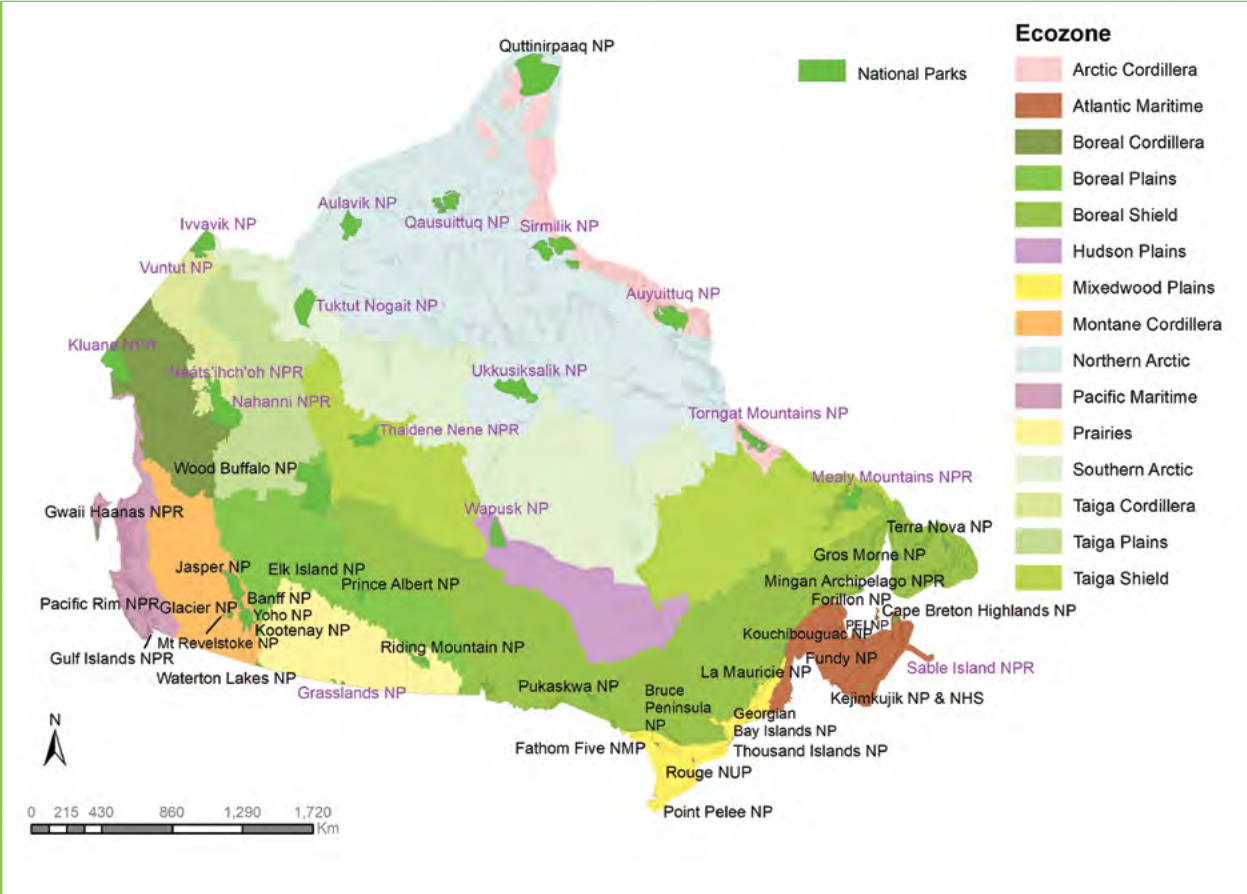 Quttinirpaaq NP
National Parks
Ecozone
Arctic Cordillera
Atlantic Maritime
Boreal Cordillera
Boreal Plains
Boreal Shield
Hudson Plains
Mixedwood Plains
Montane Cordillera
Northern Arctic
Pacific Maritime
Prairies
Southern Arctic
Taiga Cordillera
Taiga Plains
Taiga Shield
Aulavik NP
Qausuittuq NP
Ivvavik NP
Sirmilik NP
Vuntut NP
Tuktut Nogait NP
Auyuittuq NP
Kluane NPR
Naáts'ihch'oh NPR
Ukkusiksalik NP
Nahanni NPR
Torngat Mountains NP
Thaidene Nene NPR
Wood Buffalo NP
Mealy Mountains NPR
Gwaii Haanas NPR
Wapusk NP
Terra Nova NP
Gros Morne NP
Jasper NP
Elk Island NP
Prince Albert NP
Mingan Archipelago NPR
Banff NP
Forillon NP
Pacific Rim NPR
Glacier NP
Yoho NP
Cape Breton Highlands NP
Kootenay NP
PEI NP
Kouchibouguac NP
Mt Revelstoke NP
Riding Mountain NP
Gulf Islands NPR
Fundy NP
Sable Island NPR
La Mauricie NP
Waterton Lakes NP
Grasslands NP
Pukaskwa NP
Bruce
Peninsula
NP
Kejimkujik NP & NHS
Georgian
Bay Islands NP
Fathom Five NMP
Thousand Islands NP
Rouge NUP
Point Pelee NP
N
0 215 430 860 1,290 1,720
Km